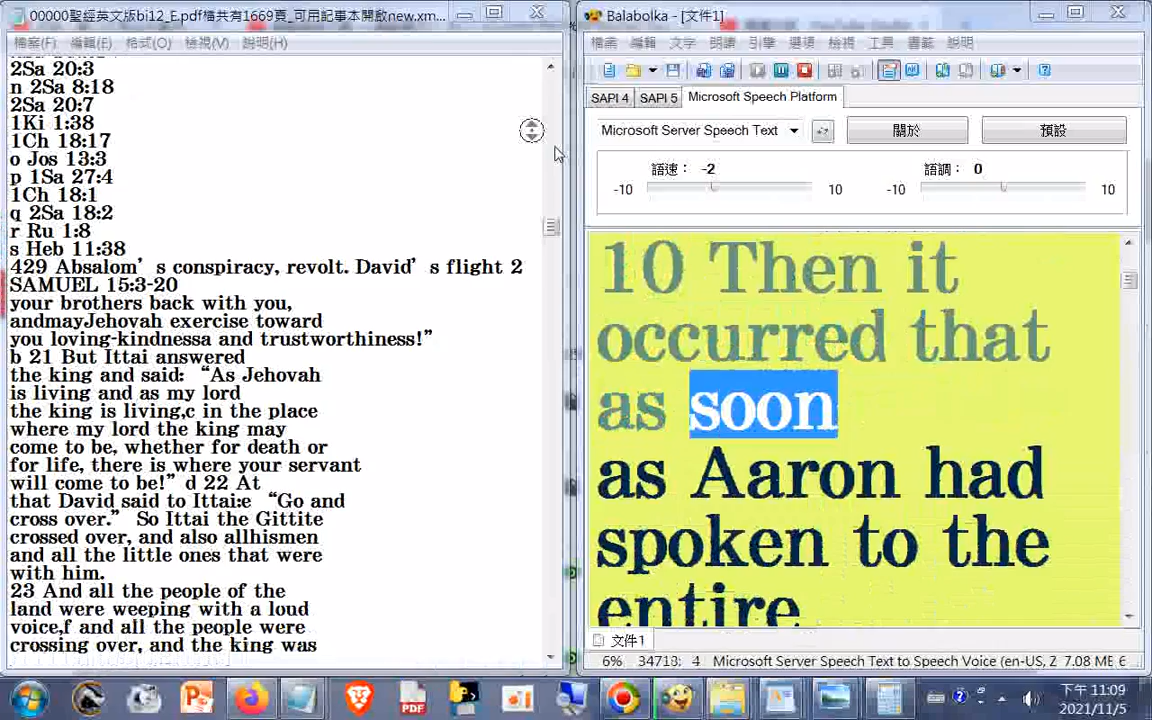 00000聖經英文版bi12_E.pdf檔共有1669頁_可用記事本開啟new.xm...
檔案(F) 編輯(E) 格式(O) 檢視(V) 說明(H)
2Sa 20:3
n 2Sa 8:18
2Sa 20:7
1Ki 1:38
1Ch 18:17
o Jos 13:3
p 1Sa 27:4
1Ch 18:1
q 2Sa 18:2
r Ru 1:8
s Heb 11:38
429 Absalom’s conspiracy, revolt. David’s flight 2
SAMUEL 15:3-20
your brothers back with you,
andmayJehovah exercise toward
you loving-kindnessa and trustworthiness!”
b 21 But Ittai answered
the king and said: “As Jehovah
is living and as my lord
the king is living,c in the place
where my lord the king may
come to be, whether for death or
for life, there is where your servant
will come to be!” d 22 At
that David said to Ittai:e “Go and
cross over.” So Ittai the Gittite
crossed over, and also allhismen
and all the little ones that were
with him.
23 And all the people of the
land were weeping with a loud
voice,f and all the people were
crossing over, and the king was
Balabolka - [文件1]
檔案 編輯 文字 朗讀 引擎 選項 檢視 工具 書籤 說明
SAPI 4 SAPI 5 Microsoft Speech Platform
Microsoft Server Speech Text 關於 預設
語速： -2 語調： 0
-10 10 -10 10
10 Then it
occurred that
as soon
as Aaron had
spoken to the
entire
文件1
6% 34718: 4 Microsoft Server Speech Text to Speech Voice (en-US, 2 7.08 MB 6
下午 11:09
2021/11/5